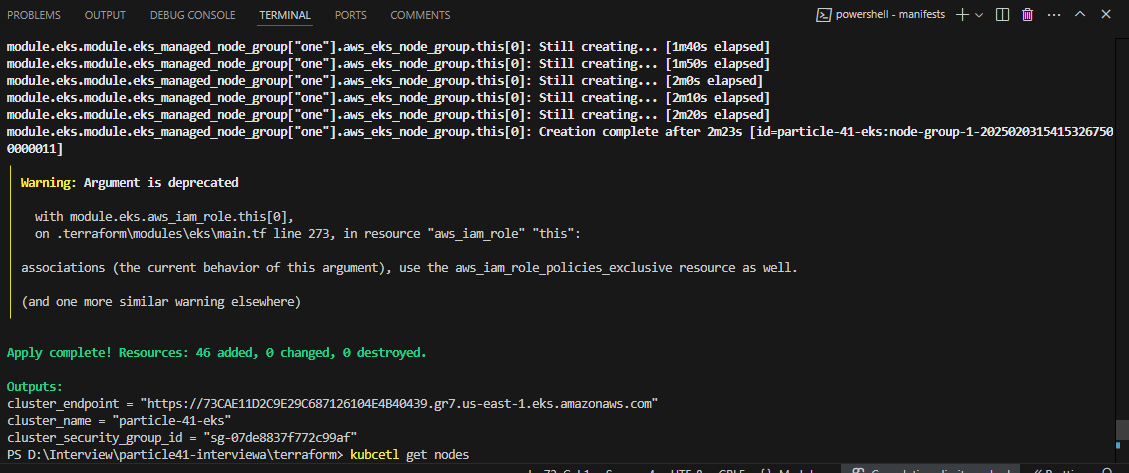 PROBLEMS OUTPUT DEBUG CONSOLE TERMINAL PORTS COMMENTS powershell - manifests
module.eks.module.eks_managed_node_group["one"].aws_eks_node_group.this[0]: Still creating... [1m40s elapsed]
module.eks.module.eks_managed_node_group["one"].aws_eks_node_group.this[0]: Still creating... [1m50s elapsed]
module.eks.module.eks_managed_node_group["one"].aws_eks_node_group.this[0]: Still creating... [2m0s elapsed]
module.eks.module.eks_managed_node_group["one"].aws_eks_node_group.this[0]: Still creating... [2m10s elapsed]
module.eks.module.eks_managed_node_group["one"].aws_eks_node_group.this[0]: Still creating... [2m20s elapsed]
module.eks.module.eks_managed_node_group["one"].aws_eks_node_group.this[0]: Creation complete after 2m23s [id=particle-41-eks:node-group-1-20250203154153267500
0000011]
Warning: Argument is deprecated
with module.eks.aws_iam_role.this[0],
on .terraform\modules\eks\main.tf line 273, in resource "aws_iam_role" "this":
associations (the current behavior of this argument), use the aws_iam_role_policies_exclusive resource as well.
(and one more similar warning elsewhere)
Apply complete! Resources: 46 added, 0 changed, 0 destroyed.
Outputs:
cluster_endpoint = "https://73CAE11D2C9E29C687126104E4B40439.gr7.us-east-1.eks.amazonaws.com"
cluster_name = "particle-41-eks"
cluster_security_group_id = "sg-07de8837f772c99af"
PS D:\Interview\particle41-interviewa\terraform> kubcetl get nodes